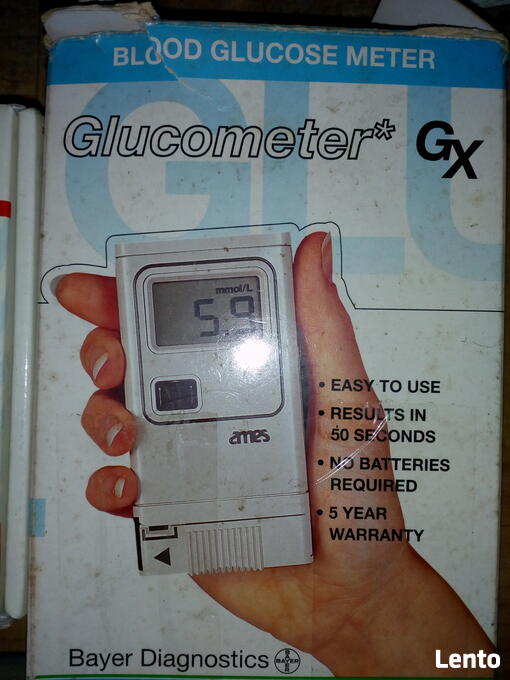 BLOOD GLUCOSE METER
Glucometer* GX
mmol/L
5.9
ames
• EASY TO USE
• RESULTS IN
50 SECONDS
• NO BATTERIES
REQUIRED
• 5 YEAR
WARRANTY
Bayer Diagnostics
BAYER
Lento